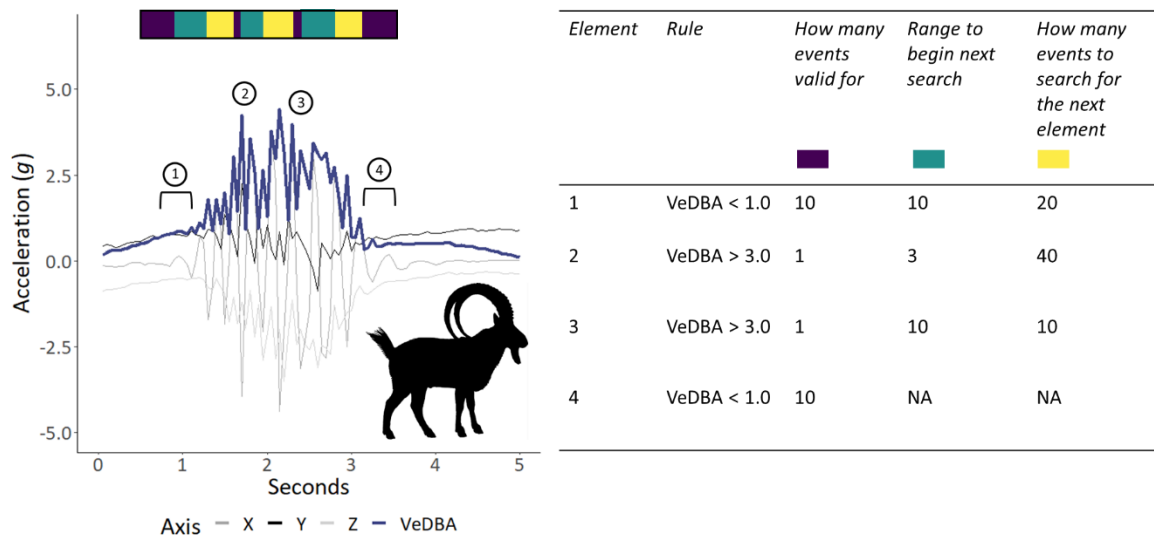 5.0
2.5
0.0
-2.5
-5.0
Acceleration (g)
1
2
3
4
0 1 2 3 4 5
Seconds
Axis X Y Z VeDBA
Element Rule How many Range to How many
events begin next events to
valid for search search for
the next
element
1 VeDBA < 1.0 10 10 20
2 VeDBA > 3.0 1 3 40
3 VeDBA > 3.0 1 10 10
4 VeDBA < 1.0 10 NA NA